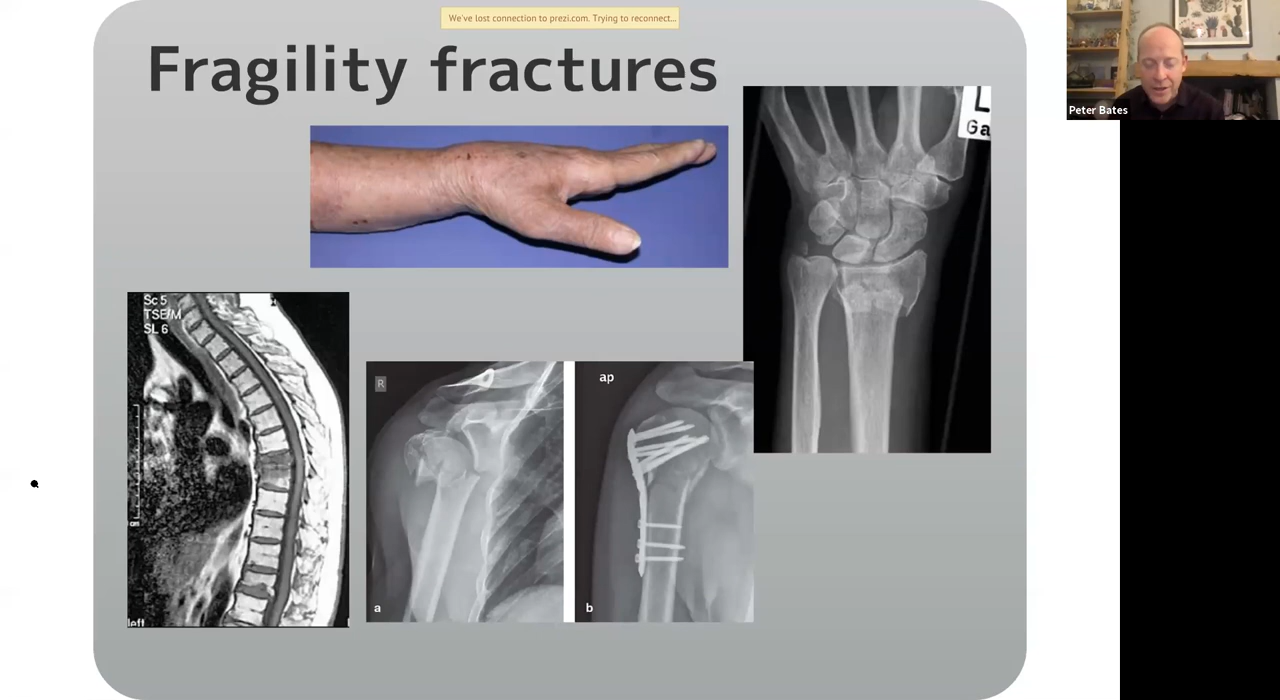 We've lost connection to prezi.com. Trying to reconnect...
Fragility fractures
Peter Bates
L
Ga
Sc 5
TSE/M
SL 6
R
ap
left
a
b